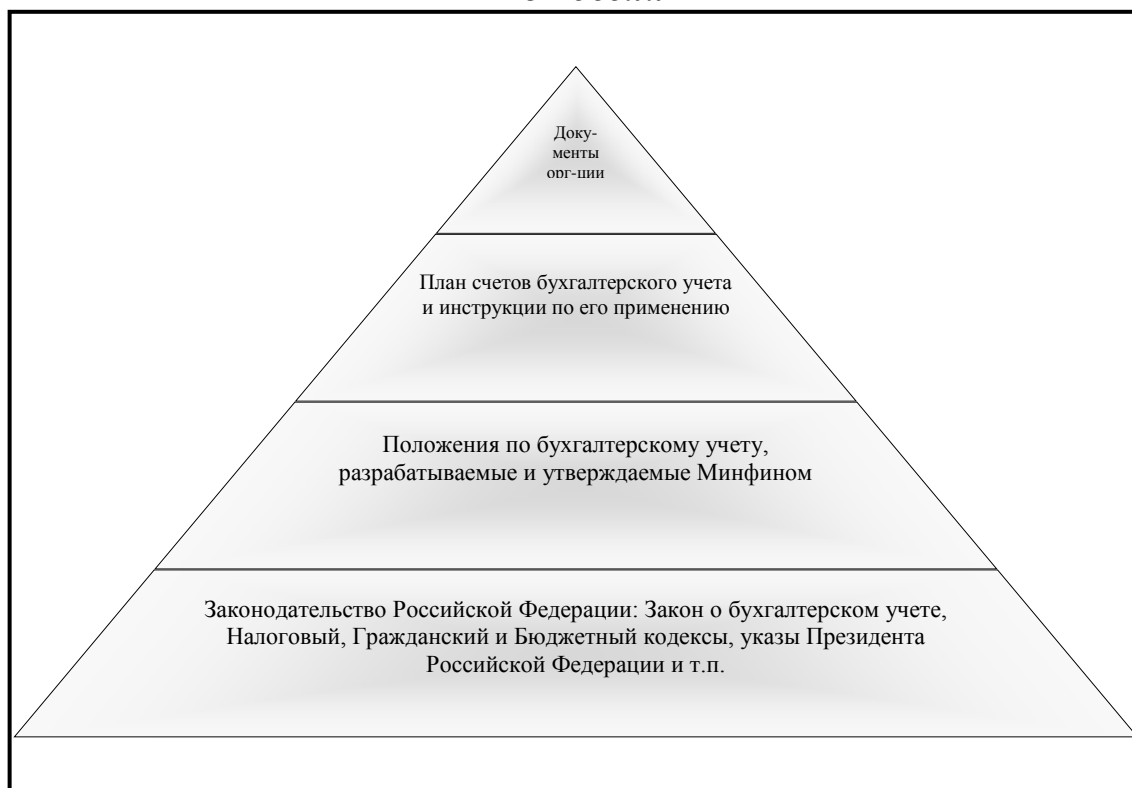 Доку-
менты
орг-ции
План счетов бухгалтерского учета
и инструкции по его применению
Положения по бухгалтерскому учету,
разрабатываемые и утверждаемые Минфином
Законодательство Российской Федерации: Закон о бухгалтерском учете,
Налоговый, Гражданский и Бюджетный кодексы, указы Президента
Российской Федерации и т.п.